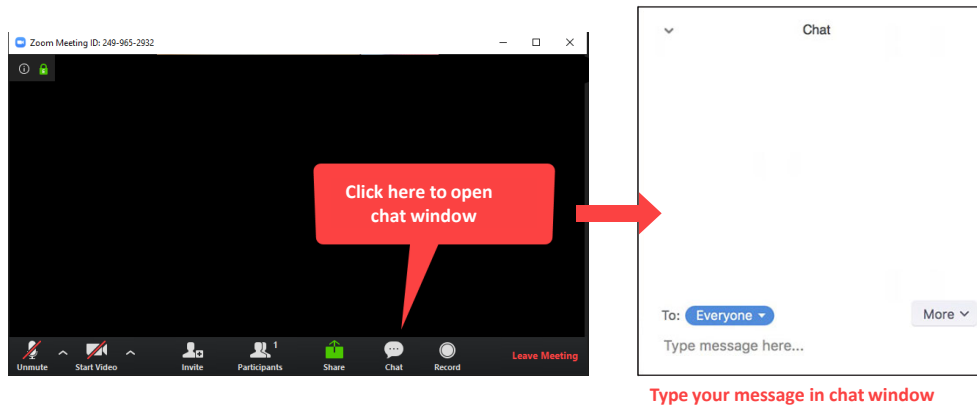 Zoom Meeting ID: 249-965-2932
Click here to open
chat window
Unmute
Start Video
Invite
1
Participants
Share
Chat
Record
Leave Meeting
Chat
To: Everyone
More
Type message here...
Type your message in chat window